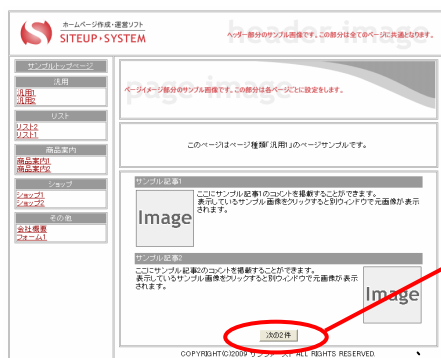 ホームページ作成・運営ソフト
SITEUP・SYSTEM
header image
ヘッダー部分のサンプル画像です。この部分は全てのページに共通となります。
サンプルトップページ
汎用
汎用1
汎用2
リスト
リスト2
リスト1
商品案内
商品案内1
商品案内2
ショップ
ショップ1
ショップ2
その他
会社概要
フォーム1
page image
ページイメージ部分のサンプル画像です。この部分は各ページごとに設定をします。
このページはページ種類「汎用1」のページサンプルです。
サンプル記事1
ここにサンプル記事1のコメントを掲載することができます。
表示しているサンプル画像をクリックすると別ウィンドウで元画像が表示
されます。
Image
サンプル記事2
ここにサンプル記事2のコメントを掲載することができます。
表示しているサンプル画像をクリックすると別ウィンドウで元画像が表示
されます。
Image
次の2件
COPYRIGHT(C)2009 ALL RIGHTS RESERVED.